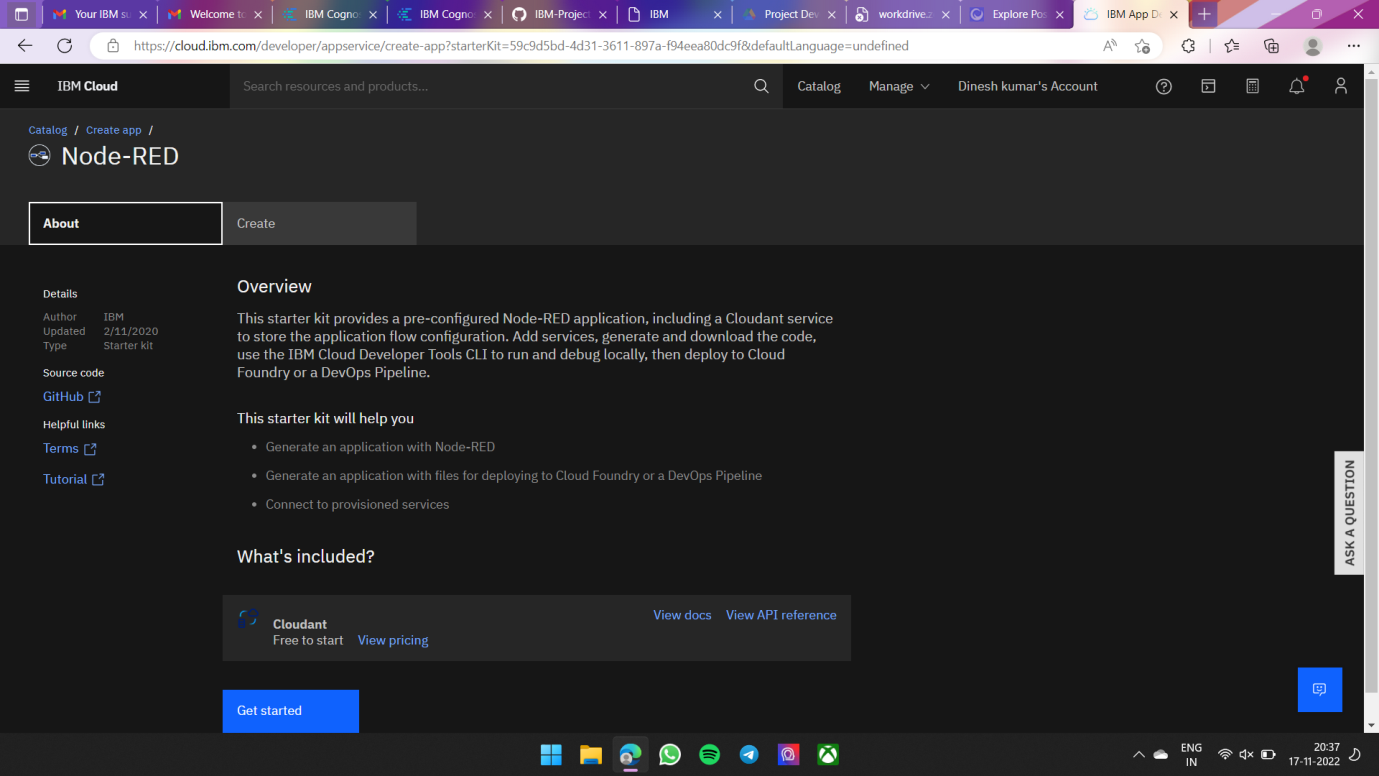 Your IBM su
Welcome to
IBM Cogno
IBM Cogno
IBM-Project
IBM
Project Dev
workdrive.z
Explore Pos
IBM App De
https://cloud.ibm.com/developer/appservice/create-app?starterKit=59c9d5bd-4d31-3611-897a-f94eea80dc9f&defaultLanguage=undefined
IBM Cloud
Search resources and products...
Catalog
Manage
Dinesh kumar's Account
Catalog / Create app /
Node-RED
About
Create
Details
Author IBM
Updated 2/11/2020
Type Starter kit
Source code
GitHub
Helpful links
Terms
Tutorial
Overview
This starter kit provides a pre-configured Node-RED application, including a Cloudant service
to store the application flow configuration. Add services, generate and download the code,
use the IBM Cloud Developer Tools CLI to run and debug locally, then deploy to Cloud
Foundry or a DevOps Pipeline.
This starter kit will help you
• Generate an application with Node-RED
• Generate an application with files for deploying to Cloud Foundry or a DevOps Pipeline
• Connect to provisioned services
What's included?
Cloudant
Free to start View pricing
View docs View API reference
Get started
ASK A QUESTION
ENG
IN
20:37
17-11-2022